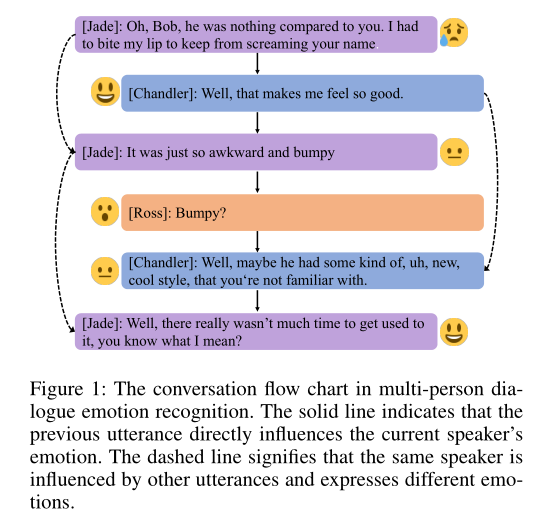 [Jade]: Oh, Bob, he was nothing compared to you. I had
to bite my lip to keep from screaming your name
[Chandler]: Well, that makes me feel so good.
[Jade]: It was just so awkward and bumpy
[Ross]: Bumpy?
[Chandler]: Well, maybe he had some kind of, uh, new,
cool style, that you‘re not familiar with.
[Jade]: Well, there really wasn’t much time to get used to
it, you know what I mean?
Figure 1: The conversation flow chart in multi-person dia-
logue emotion recognition. The solid line indicates that the
previous utterance directly influences the current speaker’s
emotion. The dashed line signifies that the same speaker is
influenced by other utterances and expresses different emo-
tions.